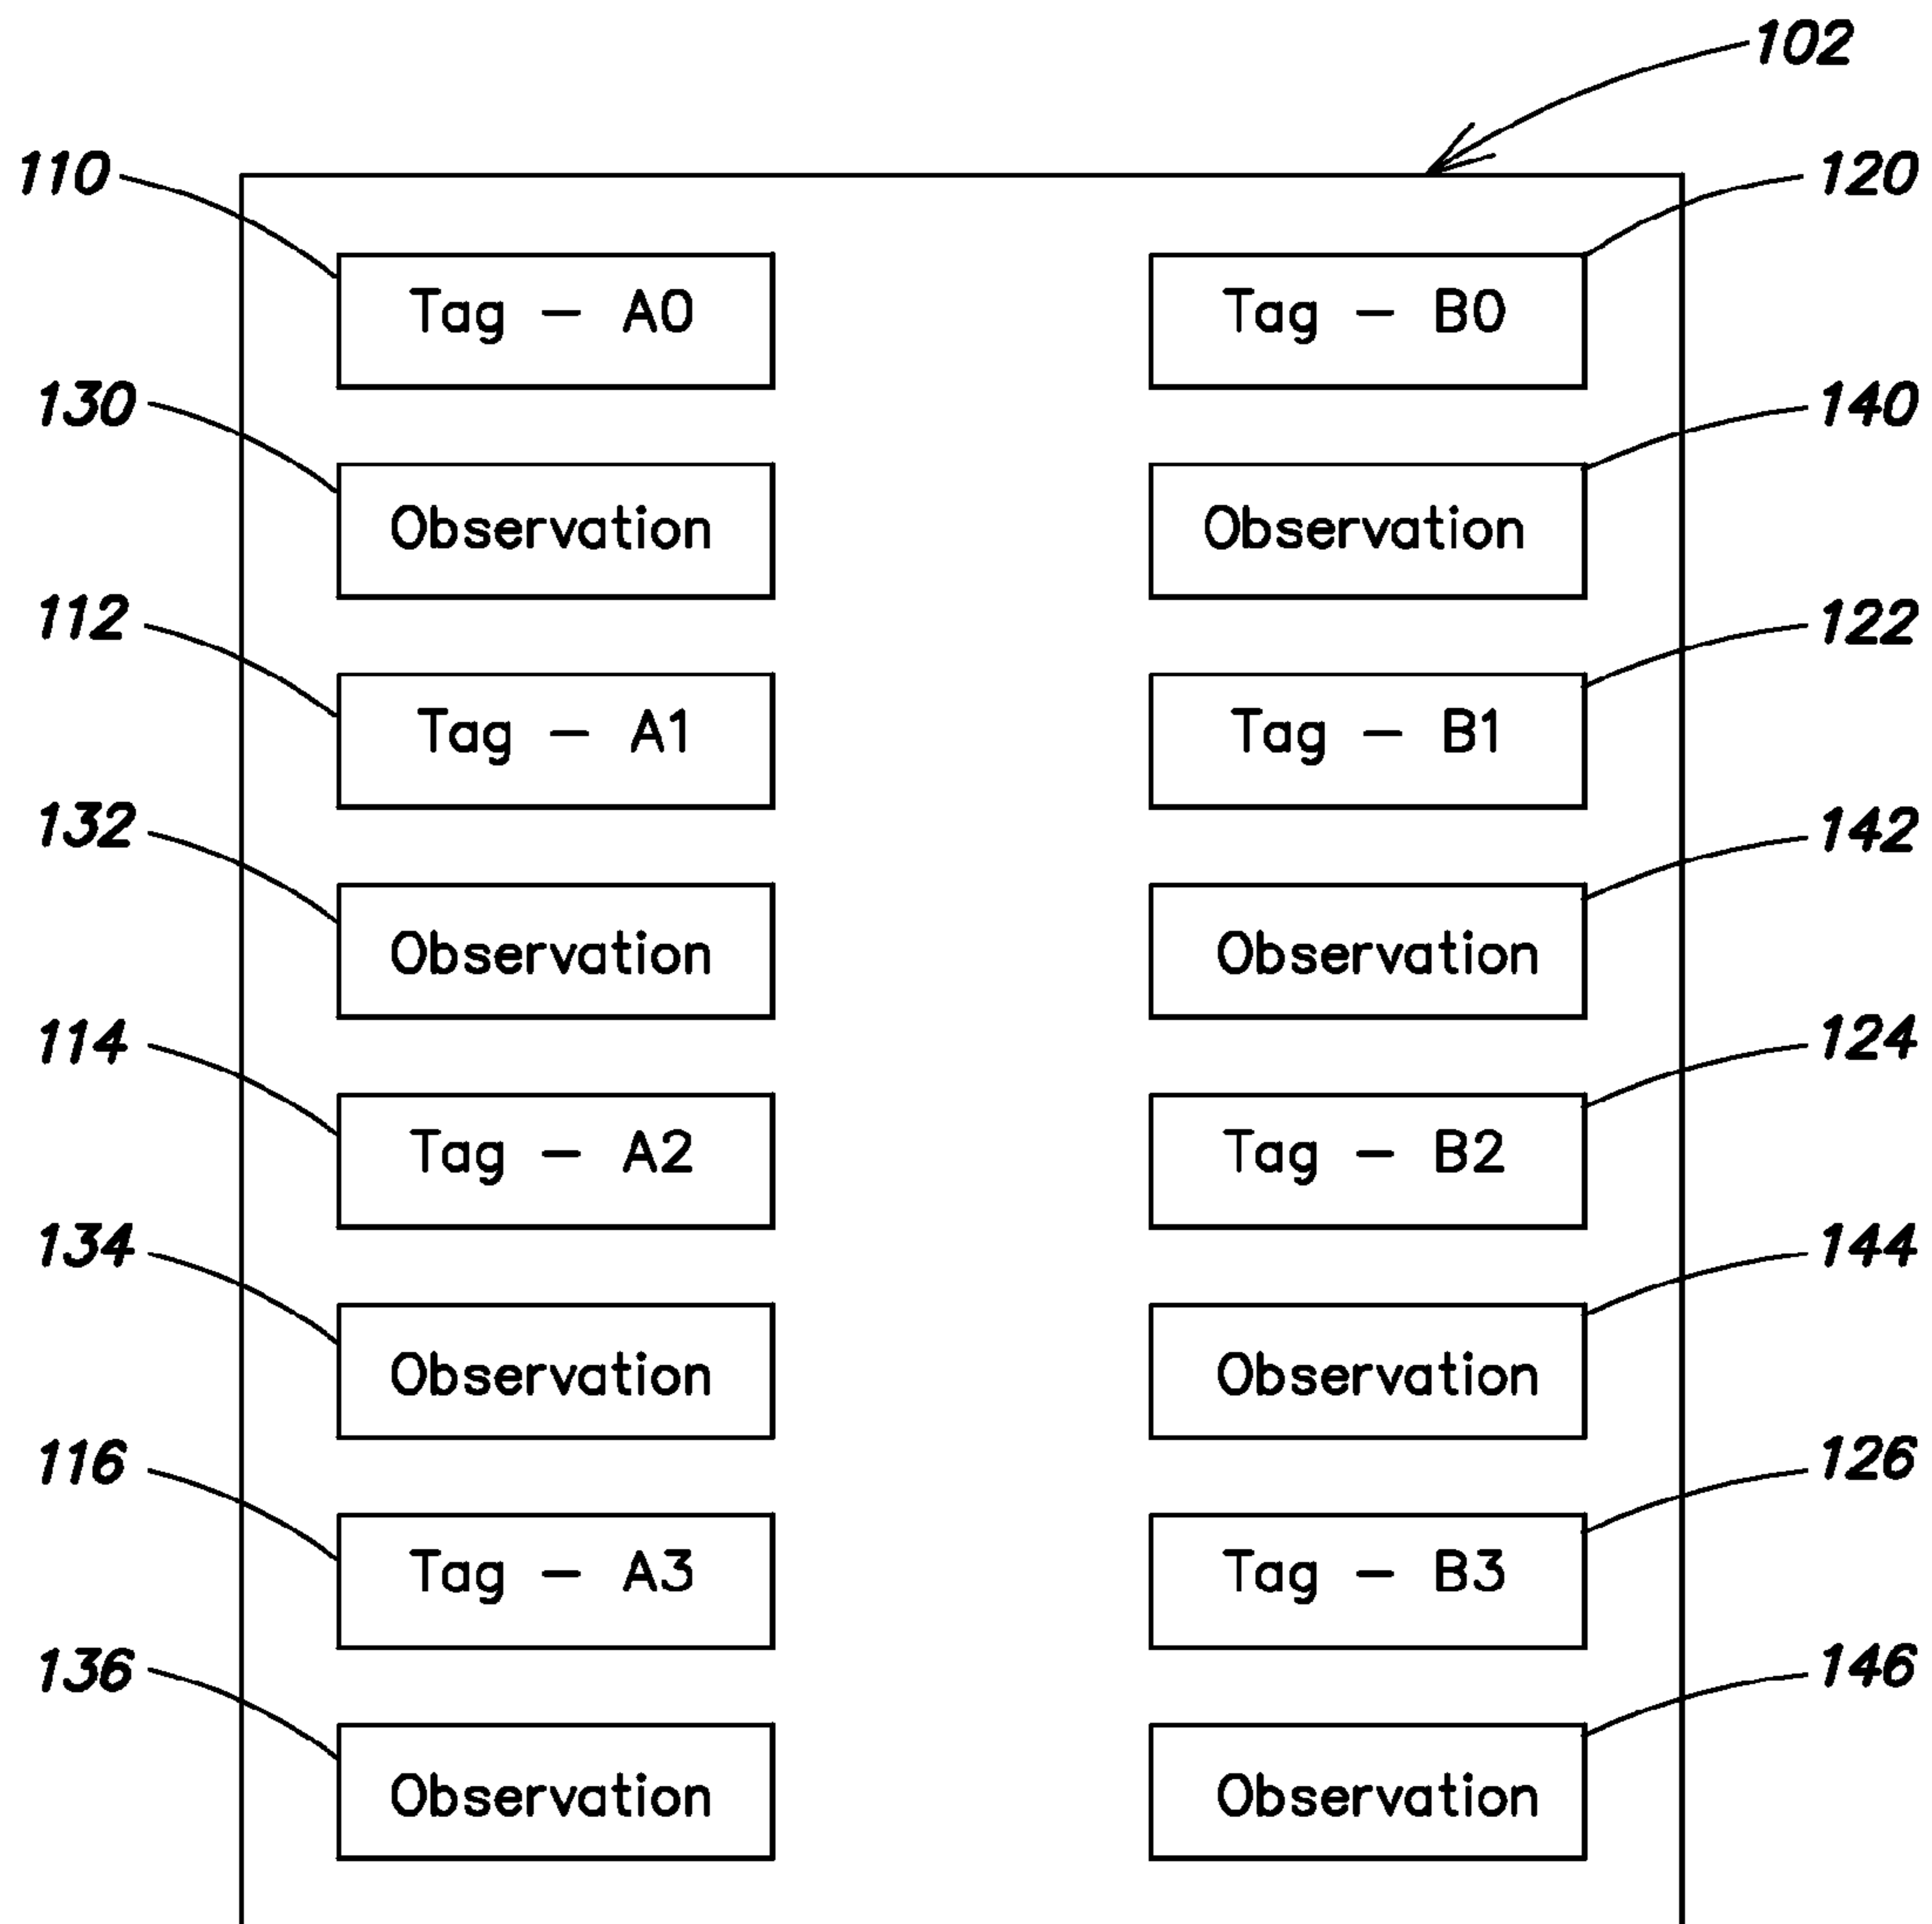 102
110 120
Tag - A0 Tag - B0
130 140
Observation Observation
112 122
Tag - A1 Tag - B1
132 142
Observation Observation
114 124
Tag - A2 Tag - B2
134 144
Observation Observation
116 126
Tag - A3 Tag - B3
136 146
Observation Observation